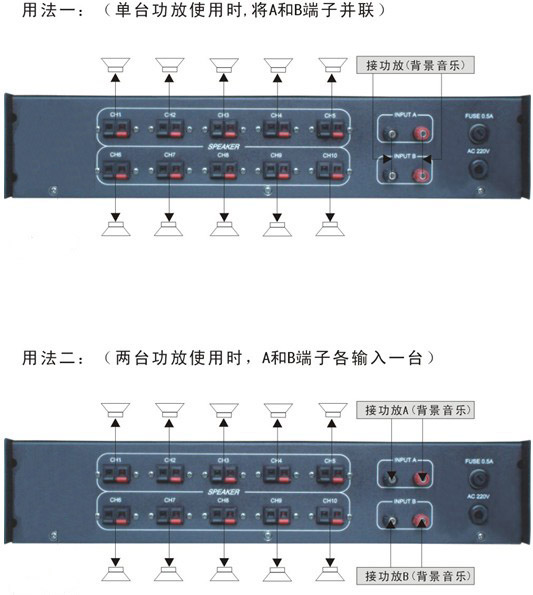 用法一：（单台功放使用时,将A和B端子并联）
接功放(背景音乐)
CH1 CH2 CH3 CH4 CH5 INPUT A FUSE 0.5A
SPEAKER
CH6 CH7 CH8 CH9 CH10 INPUT B AC 220V
用法二：（两台功放使用时，A和B端子各输入一台）
接功放A(背景音乐)
CH1 CH2 CH3 CH4 CH5 INPUT A FUSE 0.5A
SPEAKER
CH6 CH7 CH8 CH9 CH10 INPUT B AC 220V
接功放B(背景音乐)